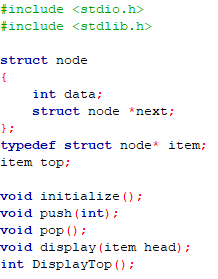 #include <stdio.h>
#include <stdlib.h>
struct node
{
    int data;
    struct node *next;
};
typedef struct node* item;
item top;
void initialize();
void push(int);
void pop();
void display(item head);
int DisplayTop();